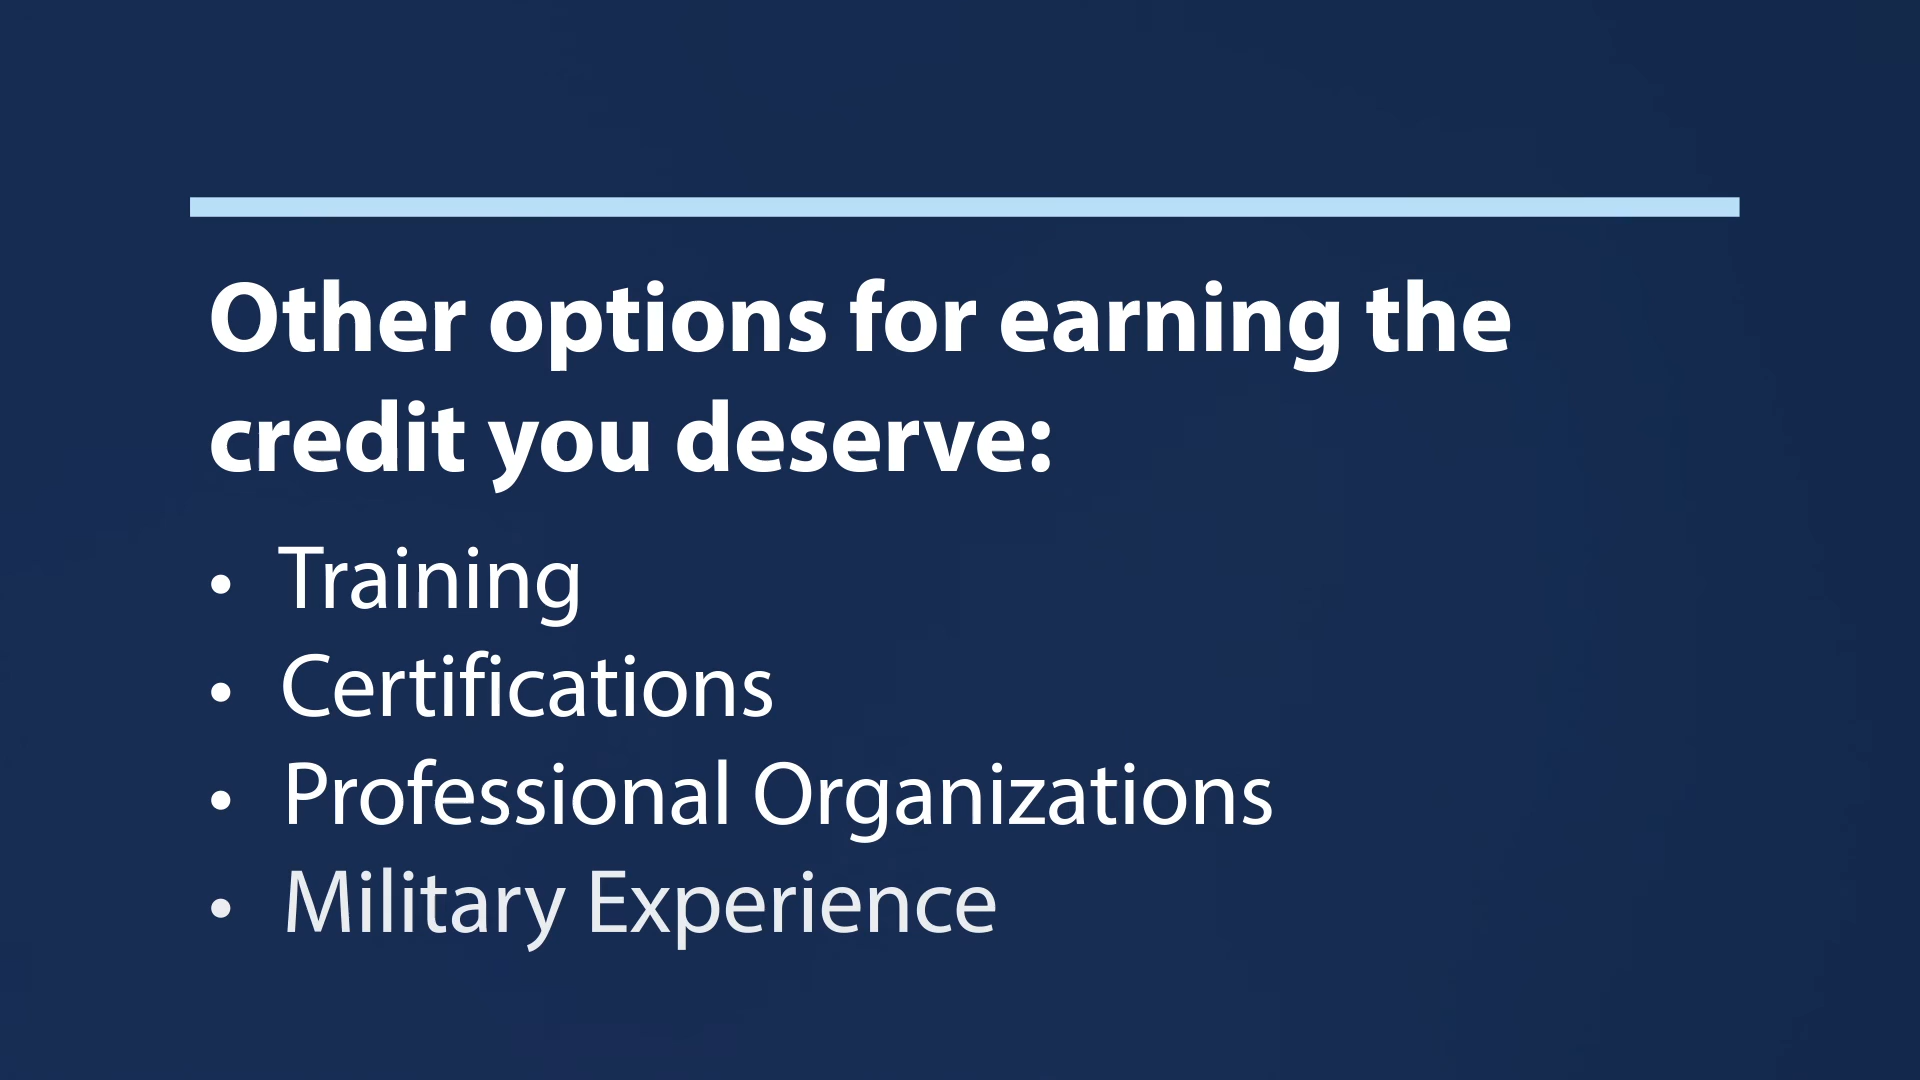 Other options for earning the
credit you deserve:
• Training
• Certifications
• Professional Organizations
• Military Experience